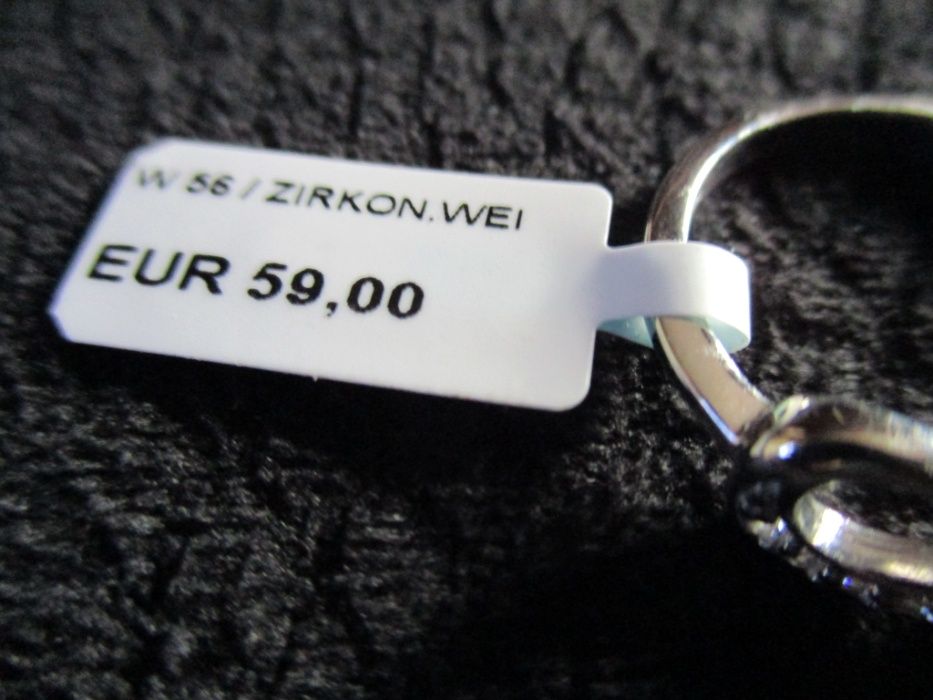 W 56 / ZIRKON.WEI
EUR 59,00